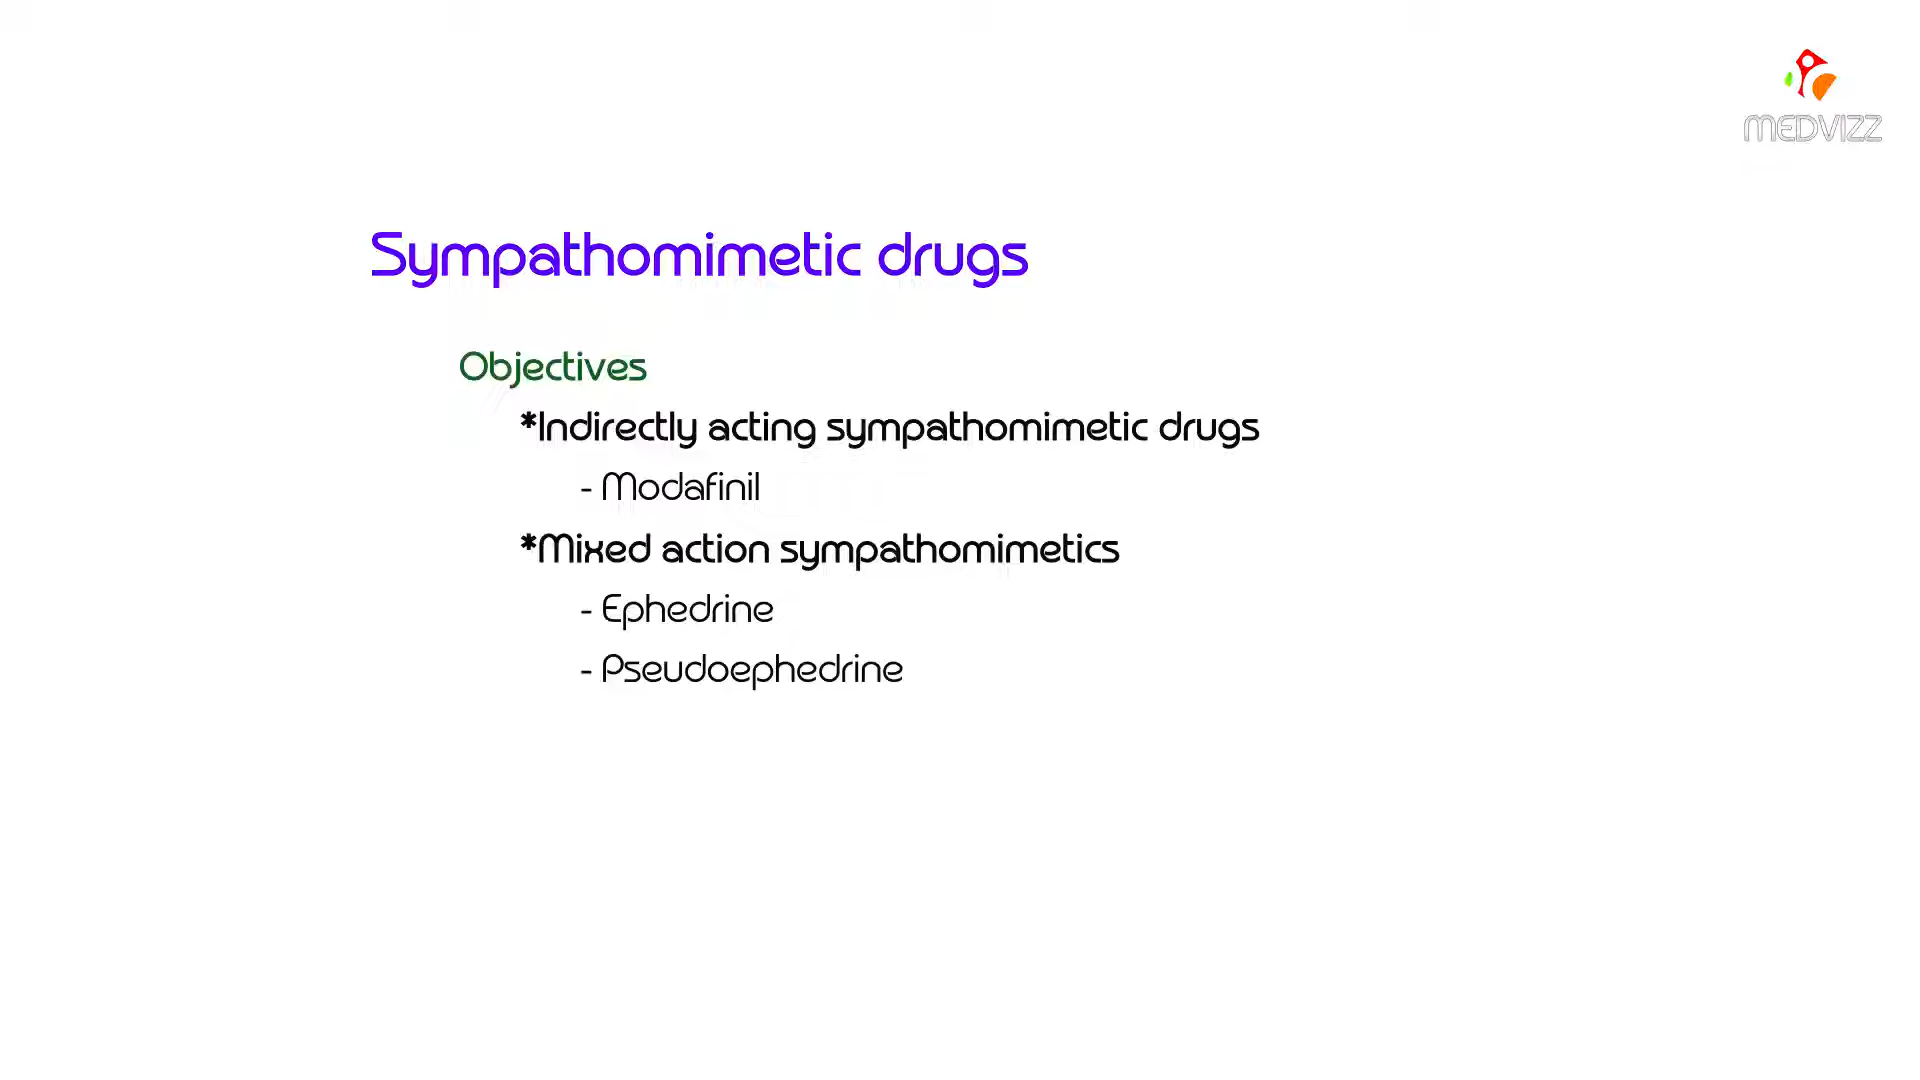 MEDVIZZ
Sympathomimetic drugs
Objectives
*Indirectly acting sympathomimetic drugs
- Modafinil
*Mixed action sympathomimetics
- Ephedrine
- Pseudoephedrine